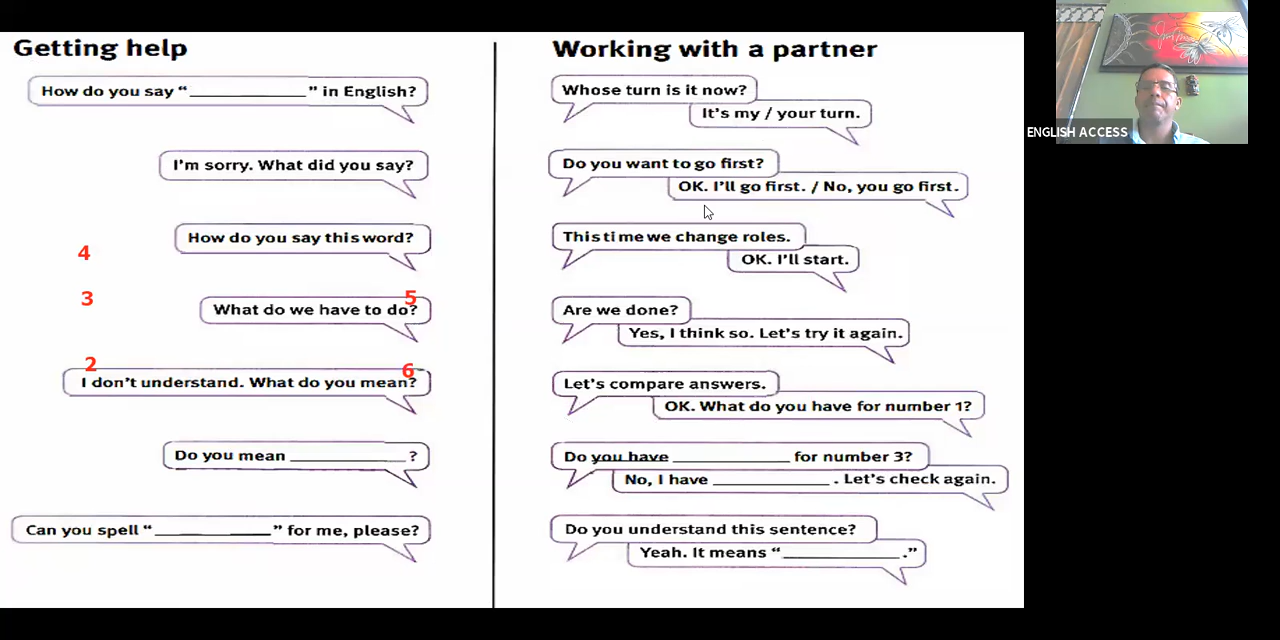 Getting help
How do you say “____________” in English?
I'm sorry. What did you say?
How do you say this word?
4
3
5
What do we have to do?
2
6
I don't understand. What do you mean?
Do you mean ____________ ?
Can you spell “____________” for me, please?
Working with a partner
Whose turn is it now?
It's my / your turn.
Do you want to go first?
OK. I'll go first. / No, you go first.
This time we change roles.
OK. I'll start.
Are we done?
Yes, I think so. Let's try it again.
Let's compare answers.
OK. What do you have for number 1?
Do you have ____________ for number 3?
No, I have ____________ . Let's check again.
Do you understand this sentence?
Yeah. It means “____________.”
ENGLISH ACCESS